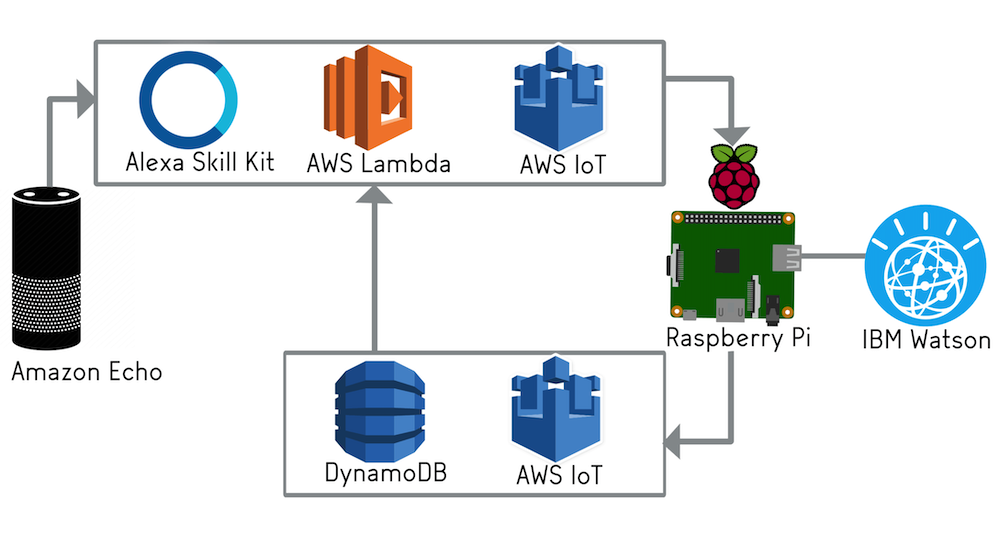 Alexa Skill Kit
AWS Lambda
AWS IoT
Amazon Echo
Raspberry Pi
IBM Watson
DynamoDB
AWS IoT